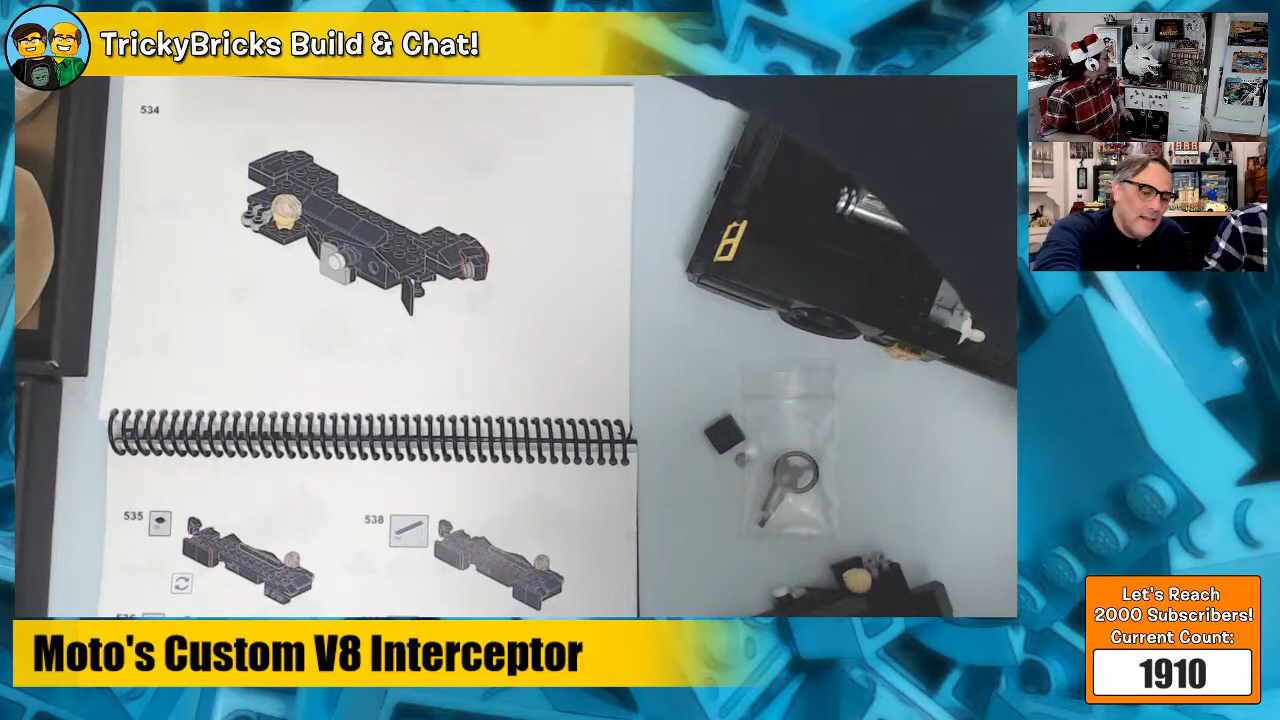 TrickyBricks Build & Chat!
534
535
538
Moto's Custom V8 Interceptor
Let's Reach
2000 Subscribers!
Current Count:
1910